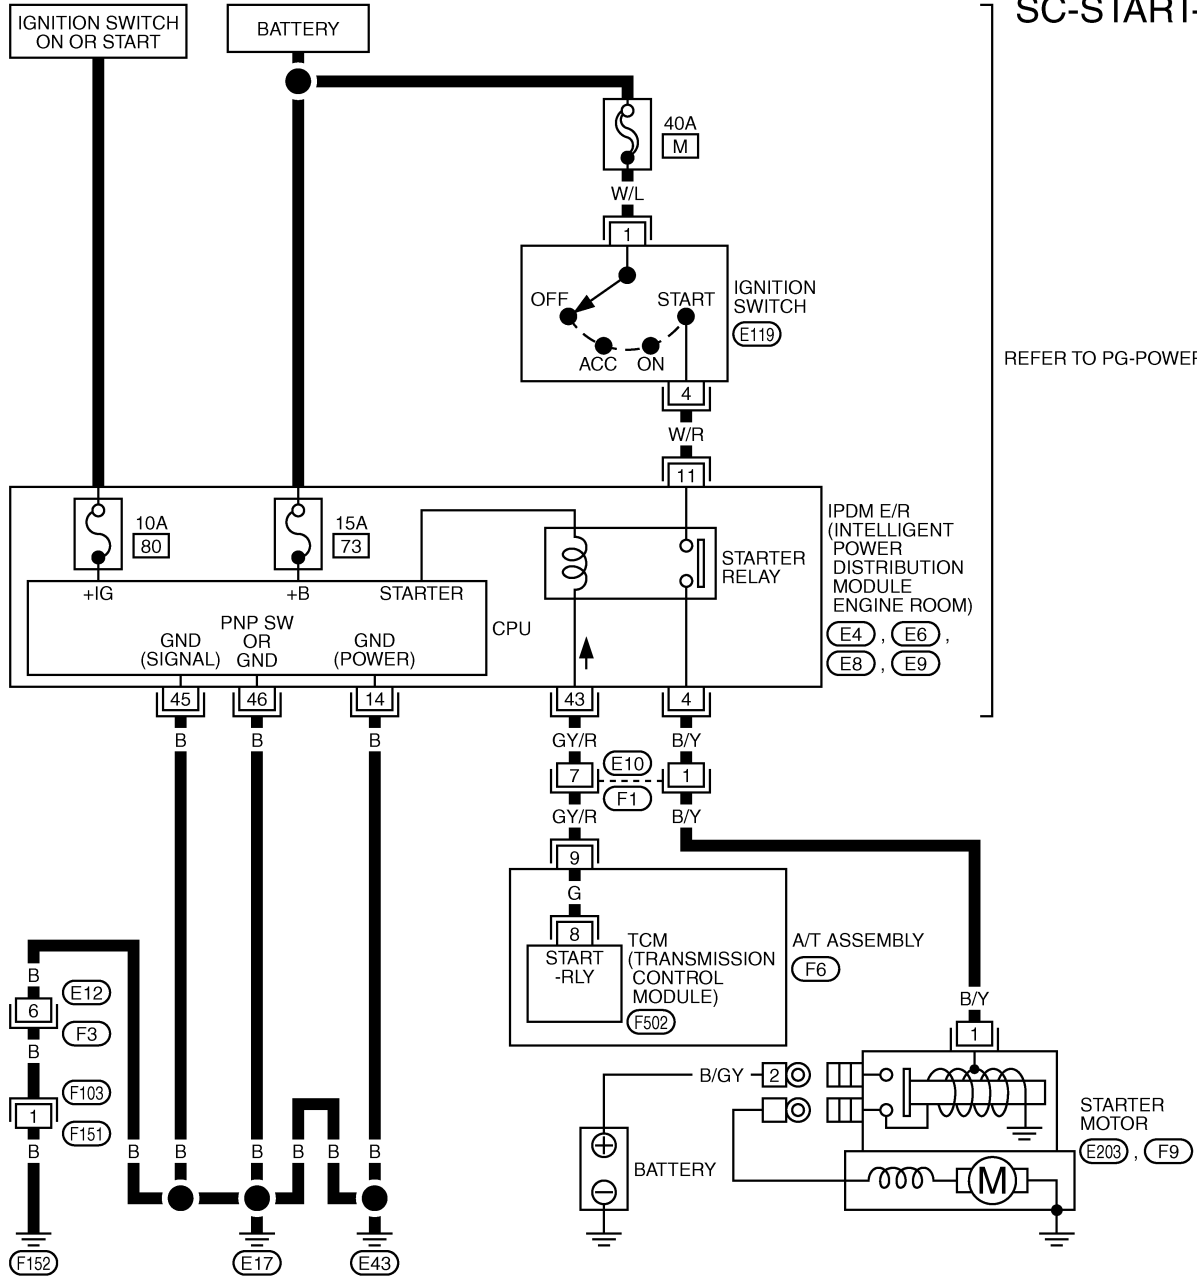 SC-START-
IGNITION SWITCH
ON OR START
BATTERY
40A
M
W/L
1
OFF
START
ACC
ON
IGNITION
SWITCH
E119
4
REFER TO PG-POWER
W/R
11
10A
80
15A
73
STARTER
RELAY
IPDM E/R
(INTELLIGENT
POWER
DISTRIBUTION
MODULE
ENGINE ROOM)
E4 , E6 ,
E8 , E9
+IG
+B
STARTER
CPU
GND
(SIGNAL)
PNP SW
OR
GND
GND
(POWER)
45
46
14
43
4
B
B
B
GY/R
B/Y
7
E10
F1
1
GY/R
B/Y
9
G
8
START
-RLY
TCM
(TRANSMISSION
CONTROL
MODULE)
F502
A/T ASSEMBLY
F6
B
6
E12
F3
B
1
F103
F151
B
B
B
B
B
B
B
F152
E17
E43
B/Y
1
B/GY
2
BATTERY
STARTER
MOTOR
E203 , F9
M